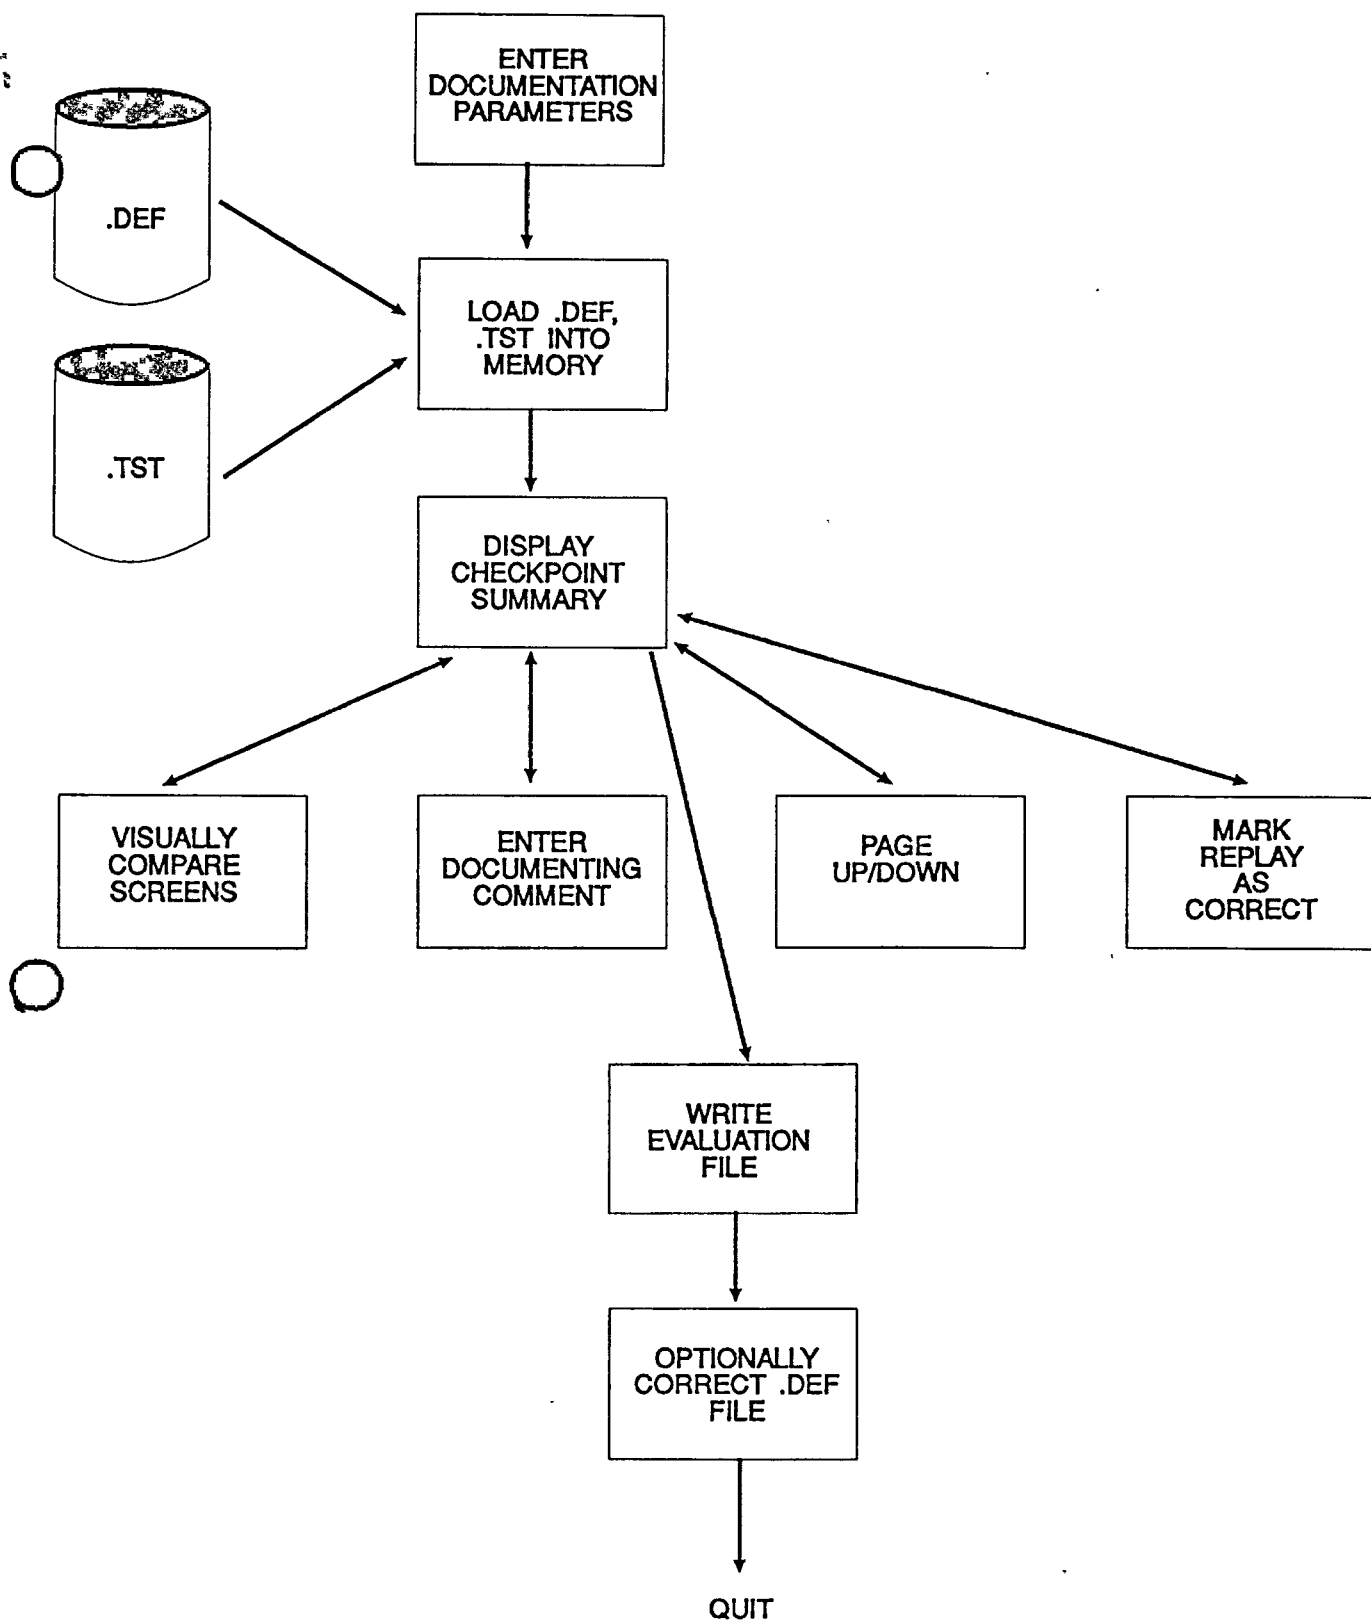 ENTER
DOCUMENTATION
PARAMETERS
.DEF
LOAD .DEF,
.TST INTO
MEMORY
.TST
DISPLAY
CHECKPOINT
SUMMARY
VISUALLY
COMPARE
SCREENS
ENTER
DOCUMENTING
COMMENT
PAGE
UP/DOWN
MARK
REPLAY
AS
CORRECT
WRITE
EVALUATION
FILE
OPTIONALLY
CORRECT .DEF
FILE
QUIT